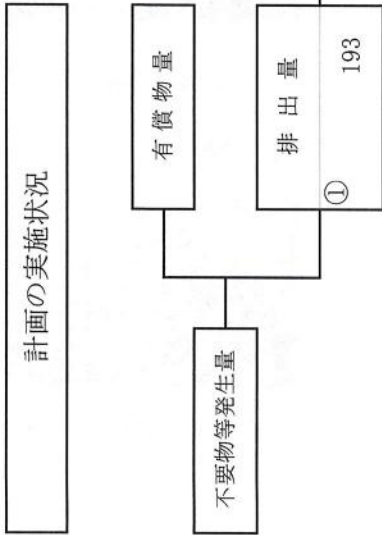 計画の実施状況
有償物量
不要物等発生量
排出量
①
193